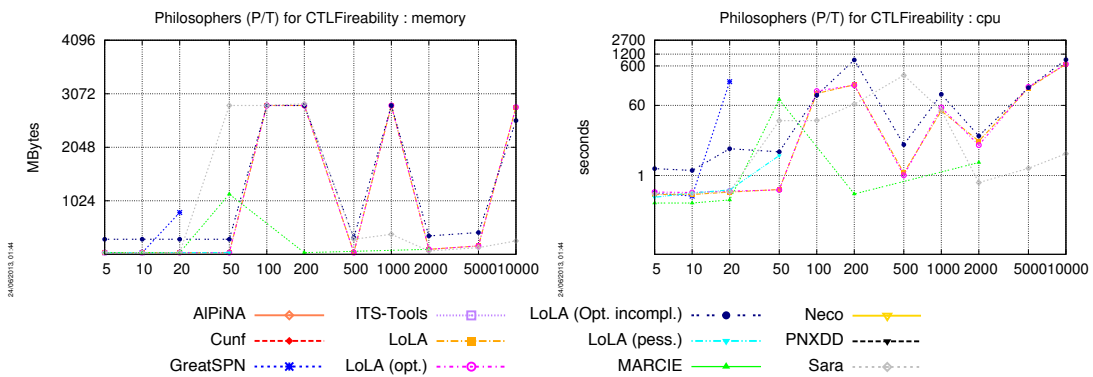 Philosophers (P/T) for CTLFireability : memory
4096
3072
2048
1024
MBytes
5 10 20 50 100 200 500 1000 2000 500010000
24/06/2013, 01:44
Philosophers (P/T) for CTLFireability : cpu
2700
1200
600
60
1
seconds
5 10 20 50 100 200 500 1000 2000 500010000
24/06/2013, 01:44
AlPiNA ITS-Tools LoLA (Opt. incompl.) Neco
Cunf LoLA LoLA (pess.) PNXDD
GreatSPN LoLA (opt.) MARCIE Sara